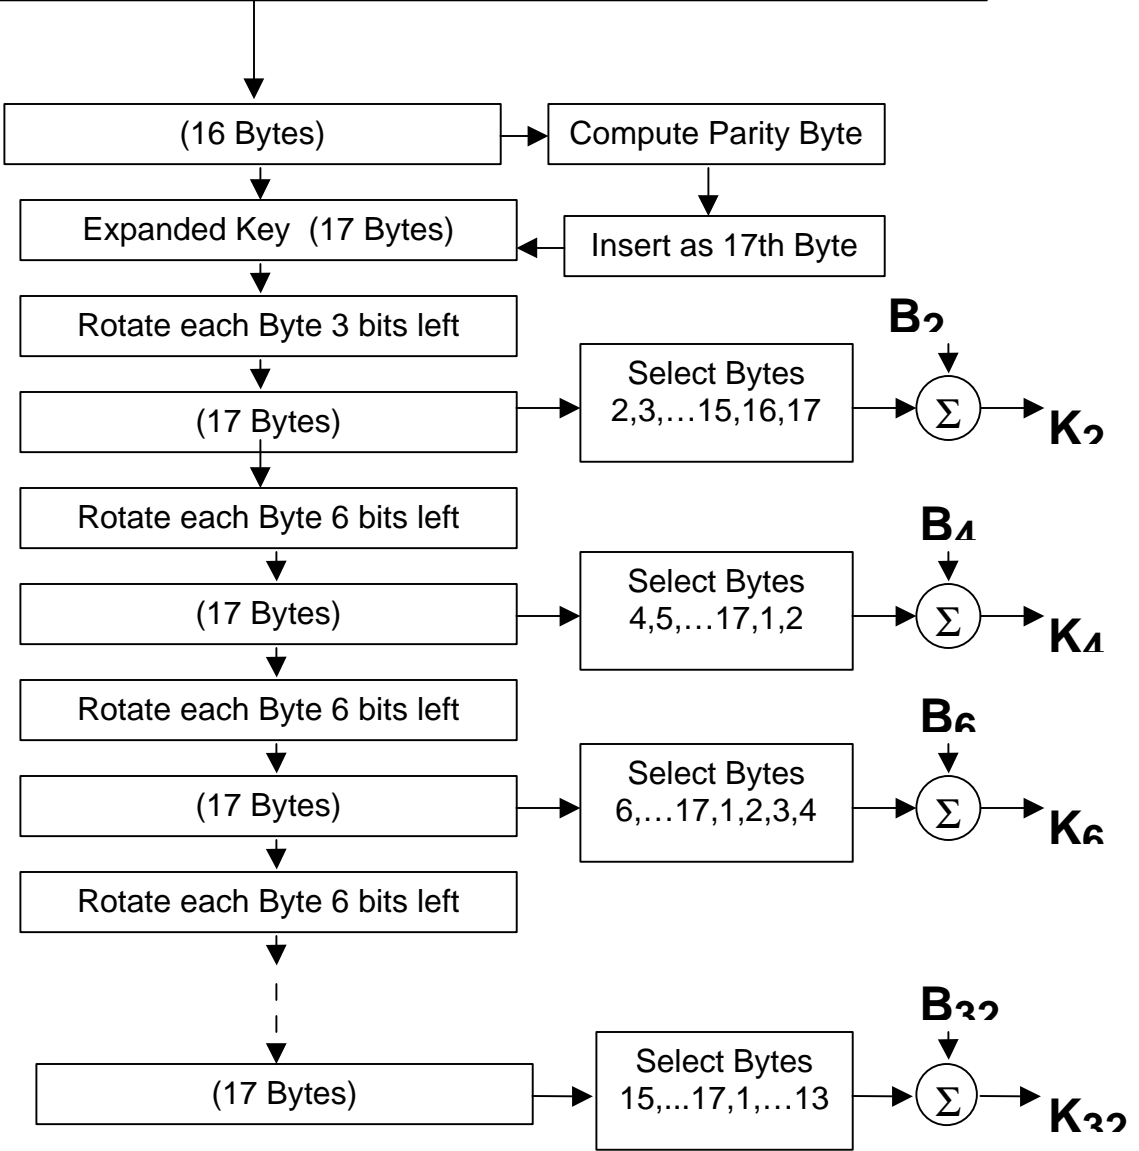 (16 Bytes)
Compute Parity Byte
Expanded Key (17 Bytes)
Insert as 17th Byte
Rotate each Byte 3 bits left
B2
Select Bytes
2,3,…15,16,17
(17 Bytes)
Σ
K2
Rotate each Byte 6 bits left
B4
Select Bytes
4,5,…17,1,2
(17 Bytes)
Σ
K4
Rotate each Byte 6 bits left
B6
Select Bytes
6,…17,1,2,3,4
(17 Bytes)
Σ
K6
Rotate each Byte 6 bits left
B32
Select Bytes
15,...17,1,…13
(17 Bytes)
Σ
K32